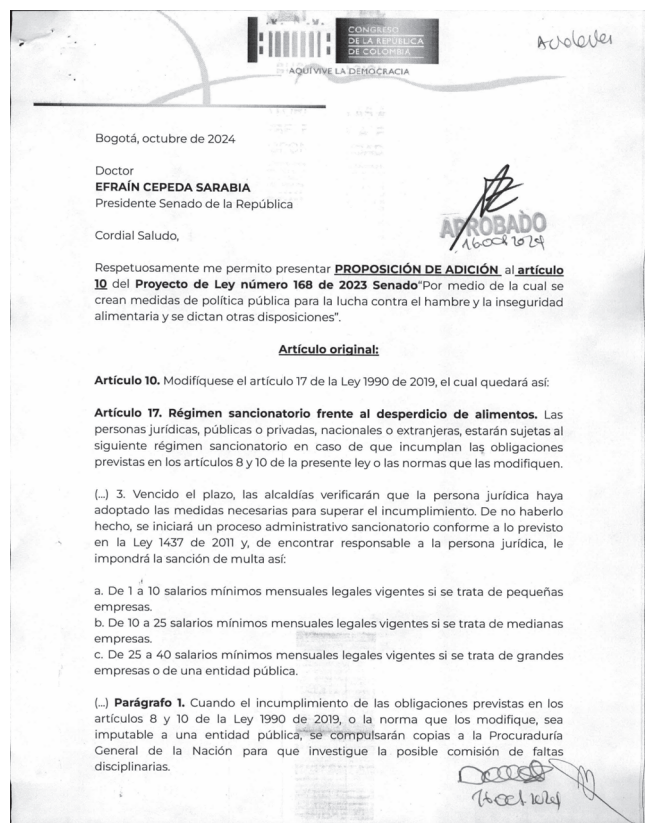 CONGRESO
DE LA REPÚBLICA
DE COLOMBIA
AQUÍ VIVE LA DEMOCRACIA
Bogotá, octubre de 2024
Doctor
EFRAÍN CEPEDA SARABIA
Presidente Senado de la República
APROBADO
16 oct 2024
Cordial Saludo,
Respetuosamente me permito presentar PROPOSICIÓN DE ADICIÓN al artículo
10 del Proyecto de Ley número 168 de 2023 Senado“Por medio de la cual se
crean medidas de política pública para la lucha contra el hambre y la inseguridad
alimentaria y se dictan otras disposiciones”.
Artículo original:
Artículo 10. Modifíquese el artículo 17 de la Ley 1990 de 2019, el cual quedará así:
Artículo 17. Régimen sancionatorio frente al desperdicio de alimentos. Las
personas jurídicas, públicas o privadas, nacionales o extranjeras, estarán sujetas al
siguiente régimen sancionatorio en caso de que incumplan las obligaciones
previstas en los artículos 8 y 10 de la presente ley o las normas que las modifiquen.
(...) 3. Vencido el plazo, las alcaldías verificarán que la persona jurídica haya
adoptado las medidas necesarias para superar el incumplimiento. De no haberlo
hecho, se iniciará un proceso administrativo sancionatorio conforme a lo previsto
en la Ley 1437 de 2011 y, de encontrar responsable a la persona jurídica, le
impondrá la sanción de multa así:
a. De 1 a 10 salarios mínimos mensuales legales vigentes si se trata de pequeñas
empresas.
b. De 10 a 25 salarios mínimos mensuales legales vigentes si se trata de medianas
empresas.
c. De 25 a 40 salarios mínimos mensuales legales vigentes si se trata de grandes
empresas o de una entidad pública.
(...) Parágrafo 1. Cuando el incumplimiento de las obligaciones previstas en los
artículos 8 y 10 de la Ley 1990 de 2019, o la norma que los modifique, sea
imputable a una entidad pública, se compulsarán copias a la Procuraduría
General de la Nación para que investigue la posible comisión de faltas
disciplinarias.
16 oct 2024